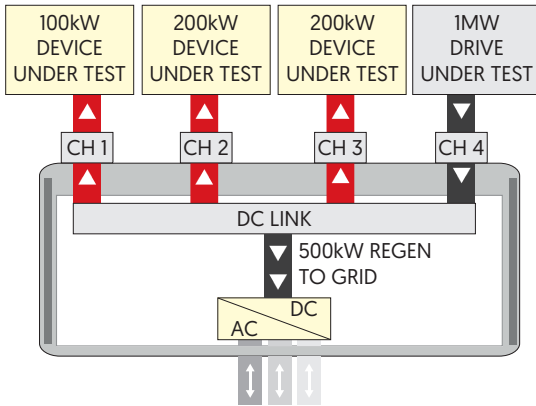 100kW
DEVICE
UNDER TEST
200kW
DEVICE
UNDER TEST
200kW
DEVICE
UNDER TEST
1MW
DRIVE
UNDER TEST
CH 1
CH 2
CH 3
CH 4
DC LINK
500kW REGEN
TO GRID
DC
AC